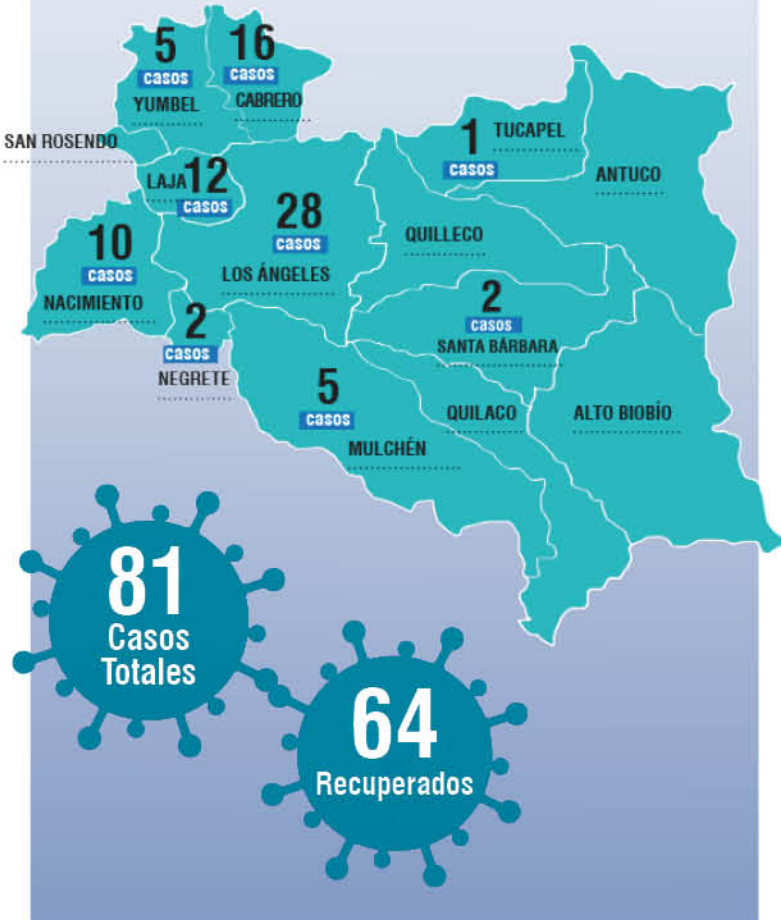 5
casos
YUMBEL
16
casos
CABRERO
SAN ROSENDO
1
casos
TUCAPEL
ANTUCO
LAJA
12
casos
28
casos
LOS ÁNGELES
QUILLECO
10
casos
NACIMIENTO
2
casos
NEGRETE
2
casos
SANTA BÁRBARA
5
casos
MULCHÉN
QUILACO
ALTO BIOBÍO
81
Casos
Totales
64
Recuperados